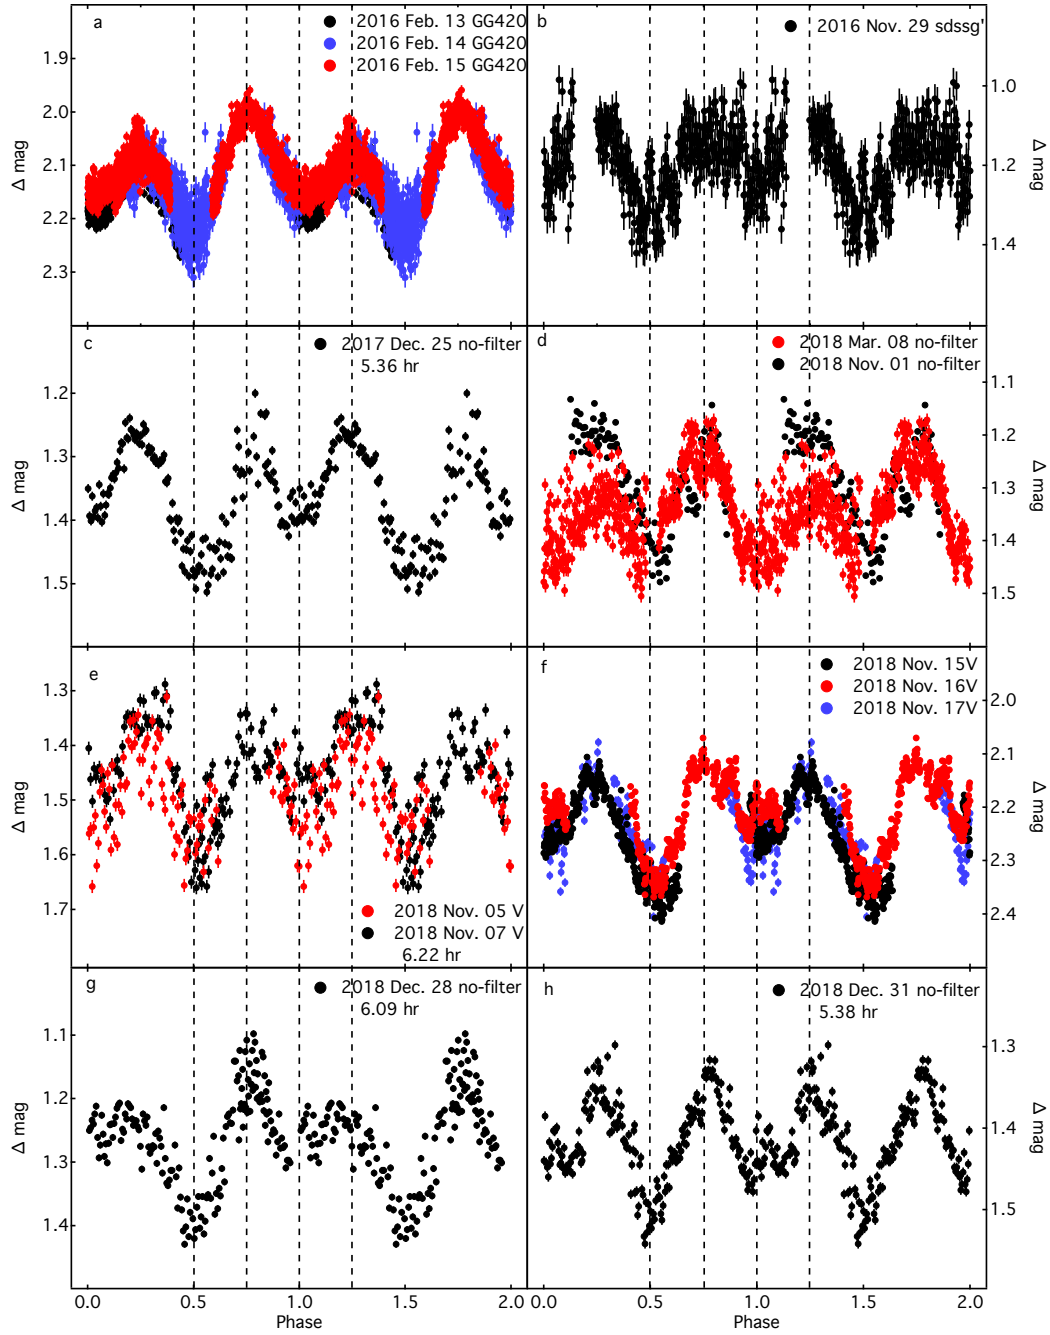 a
2016 Feb. 13 GG420
2016 Feb. 14 GG420
2016 Feb. 15 GG420
1.9
2.0
2.1
2.2
2.3
Δ mag
b
2016 Nov. 29 sdssg'
1.0
1.2
1.4
Δ mag
c
2017 Dec. 25 no-filter
5.36 hr
1.2
1.3
1.4
1.5
Δ mag
d
2018 Mar. 08 no-filter
2018 Nov. 01 no-filter
1.1
1.2
1.3
1.4
1.5
Δ mag
e
1.3
1.4
1.5
1.6
1.7
Δ mag
2018 Nov. 05 V
2018 Nov. 07 V
6.22 hr
f
2018 Nov. 15V
2018 Nov. 16V
2018 Nov. 17V
2.0
2.1
2.2
2.3
2.4
Δ mag
g
2018 Dec. 28 no-filter
6.09 hr
1.1
1.2
1.3
1.4
Δ mag
0.0 0.5 1.0 1.5 2.0
Phase
h
2018 Dec. 31 no-filter
5.38 hr
1.3
1.4
1.5
Δ mag
0.0 0.5 1.0 1.5 2.0
Phase